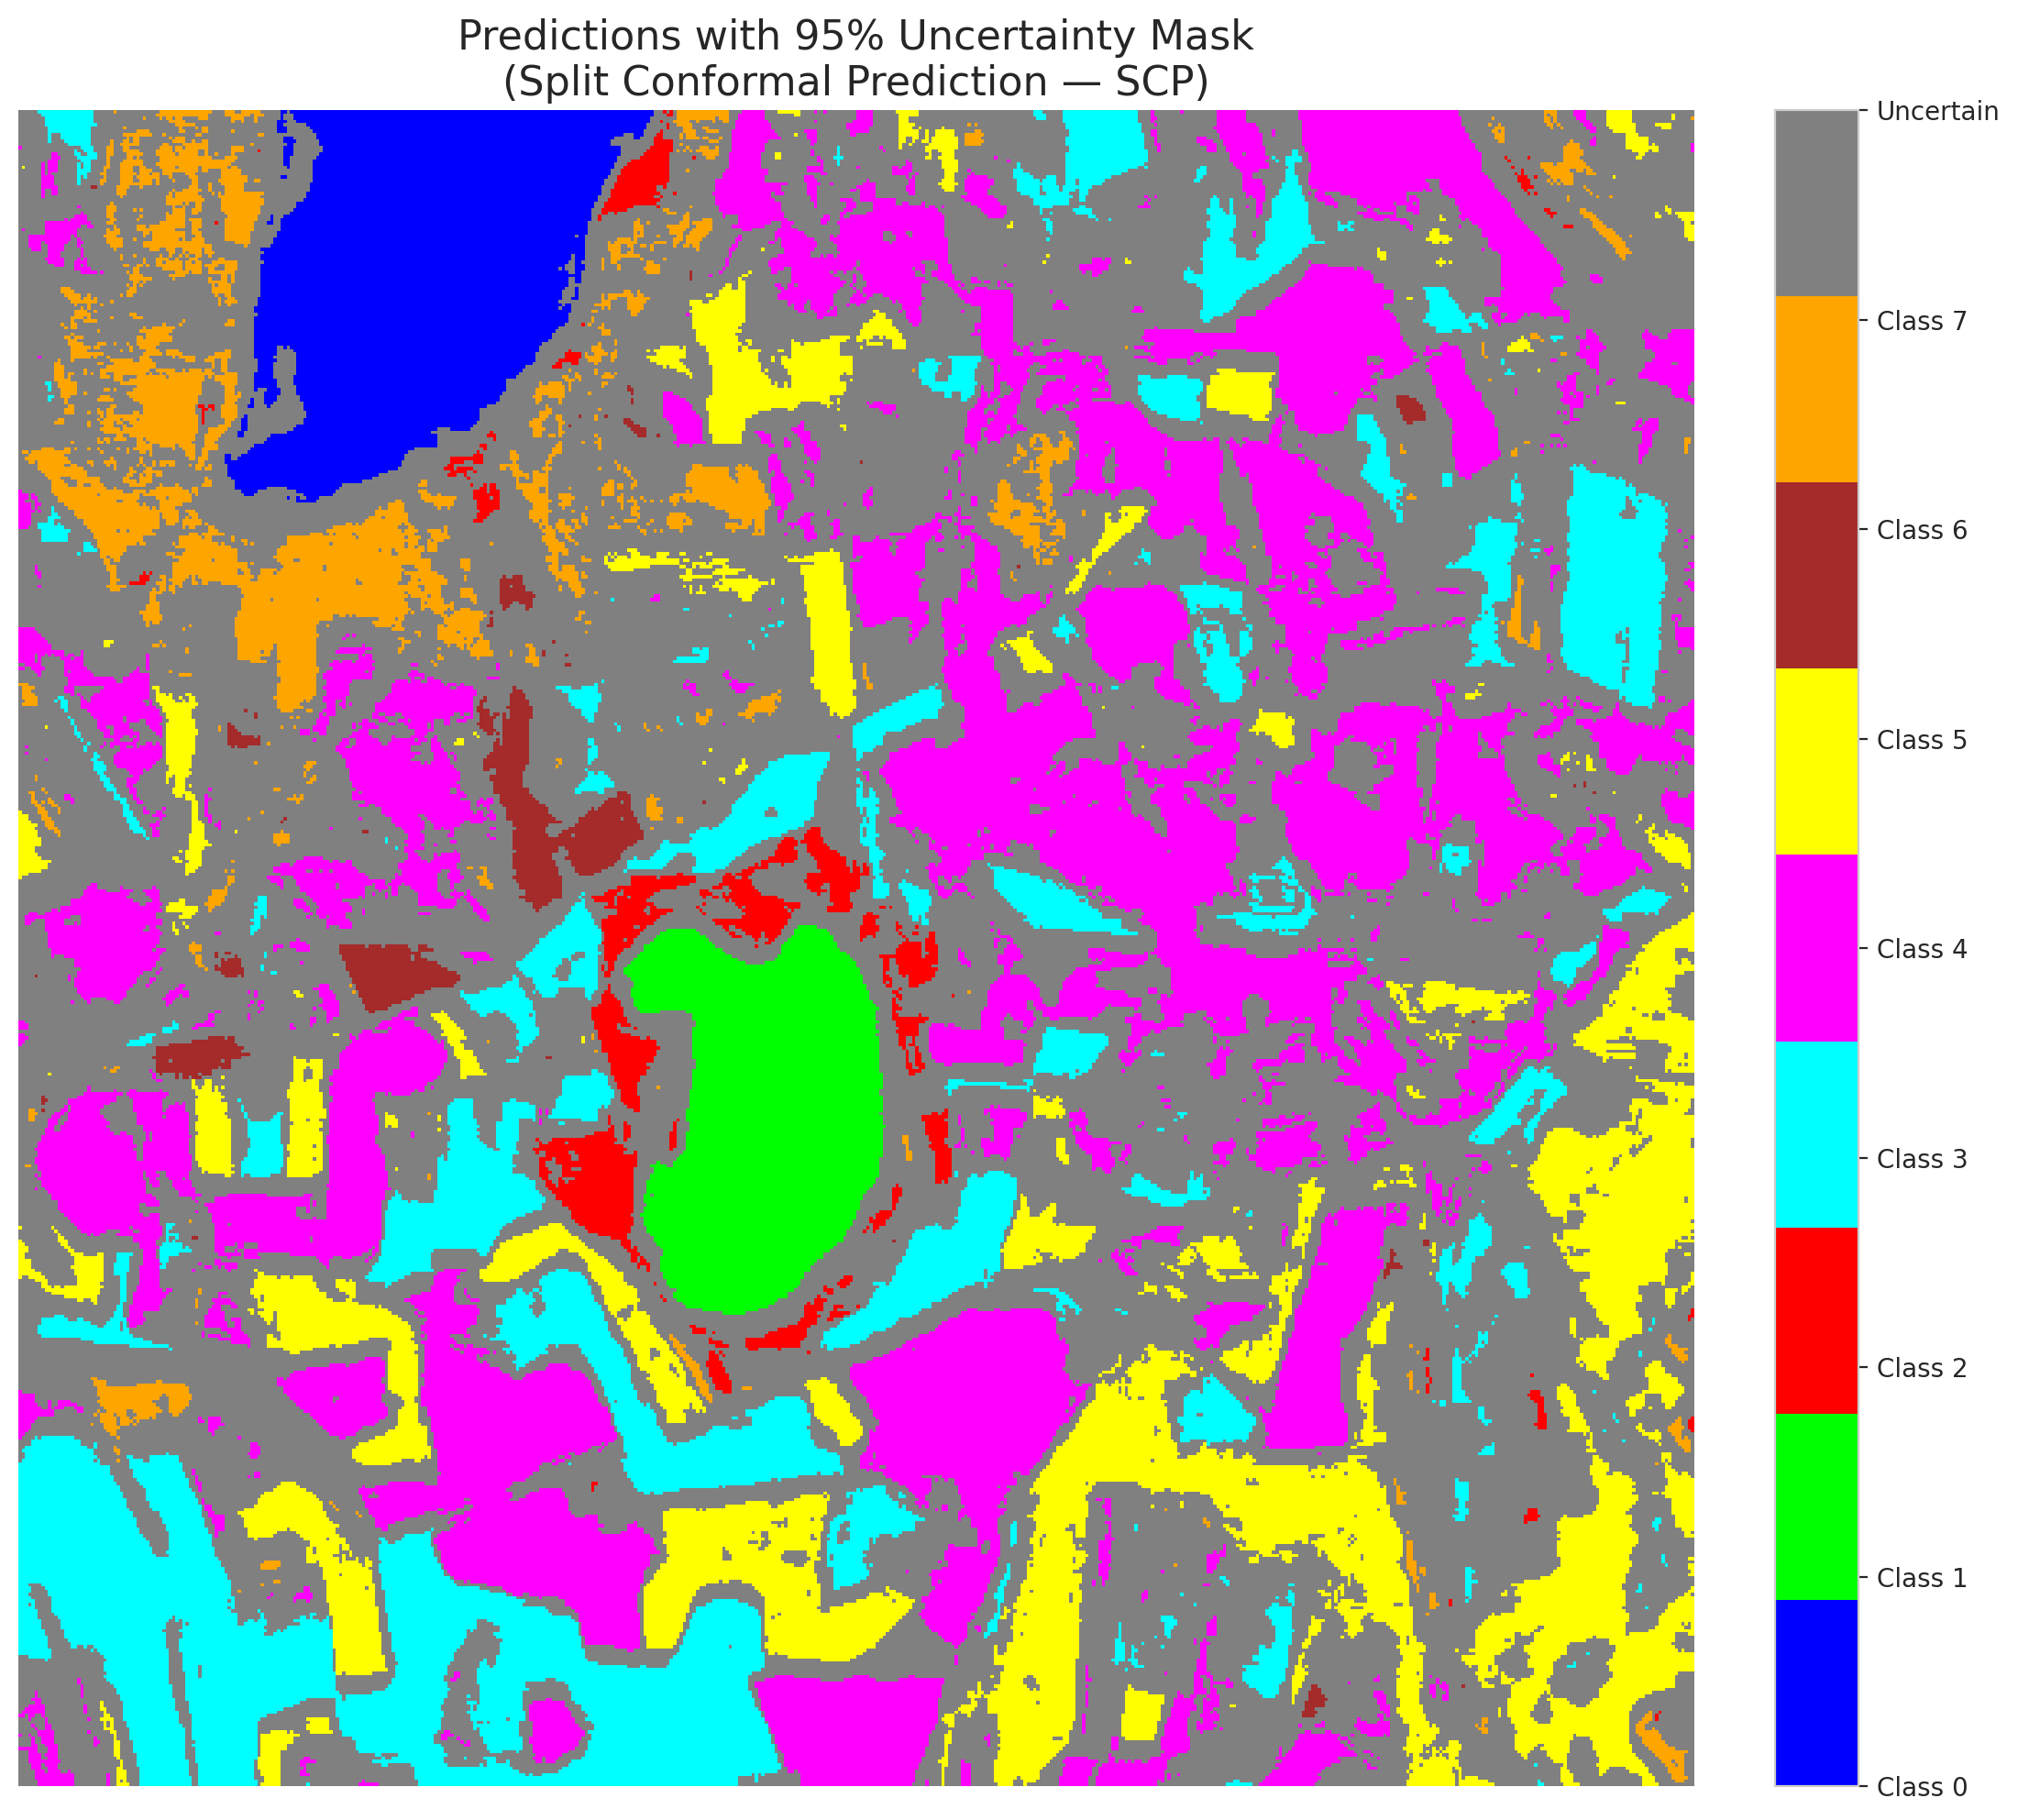 Predictions with 95% Uncertainty Mask
(Split Conformal Prediction — SCP)
Uncertain
Class 7
Class 6
Class 5
Class 4
Class 3
Class 2
Class 1
Class 0